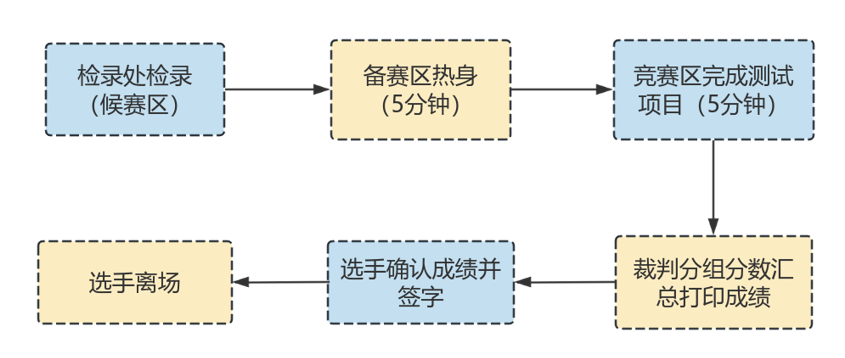 检录处检录
（候赛区）
备赛区热身
（5分钟）
竞赛区完成测试
项目（5分钟）
裁判分组分数汇
总打印成绩
选手确认成绩并
签字
选手离场